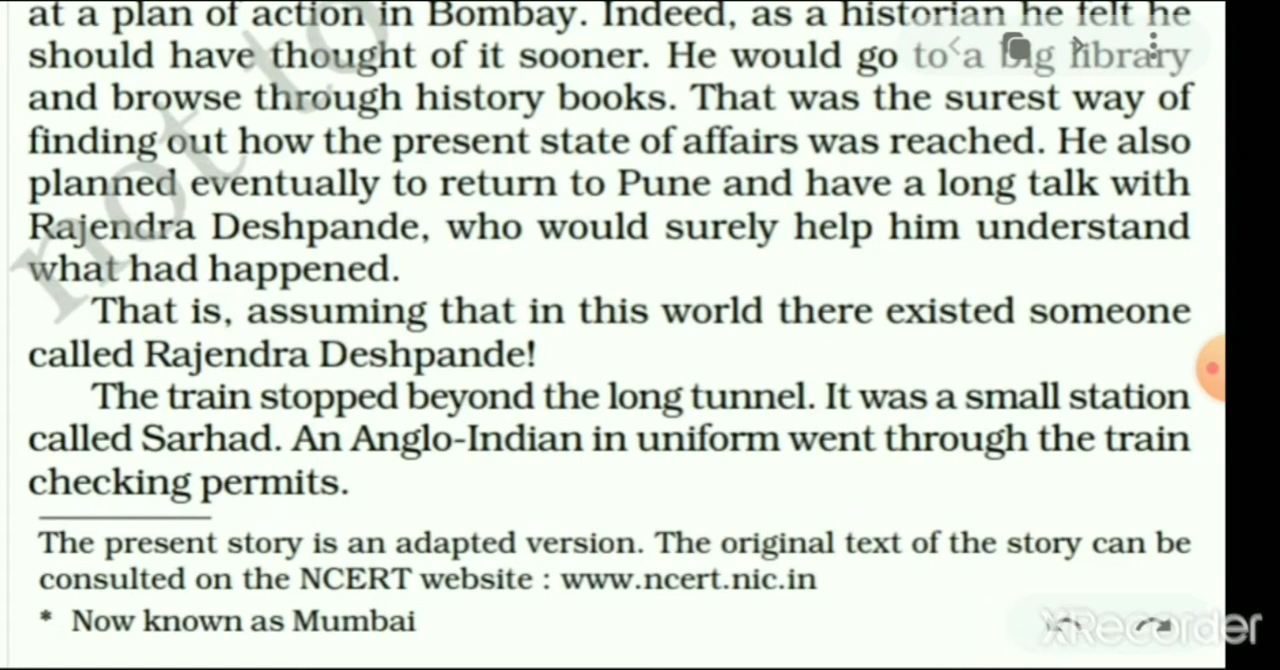 at a plan of action in Bombay. Indeed, as a historian he felt he
should have thought of it sooner. He would go to a big library
and browse through history books. That was the surest way of
finding out how the present state of affairs was reached. He also
planned eventually to return to Pune and have a long talk with
Rajendra Deshpande, who would surely help him understand
what had happened.
That is, assuming that in this world there existed someone
called Rajendra Deshpande!
The train stopped beyond the long tunnel. It was a small station
called Sarhad. An Anglo-Indian in uniform went through the train
checking permits.
The present story is an adapted version. The original text of the story can be
consulted on the NCERT website : www.ncert.nic.in
* Now known as Mumbai
not to
XRecorder